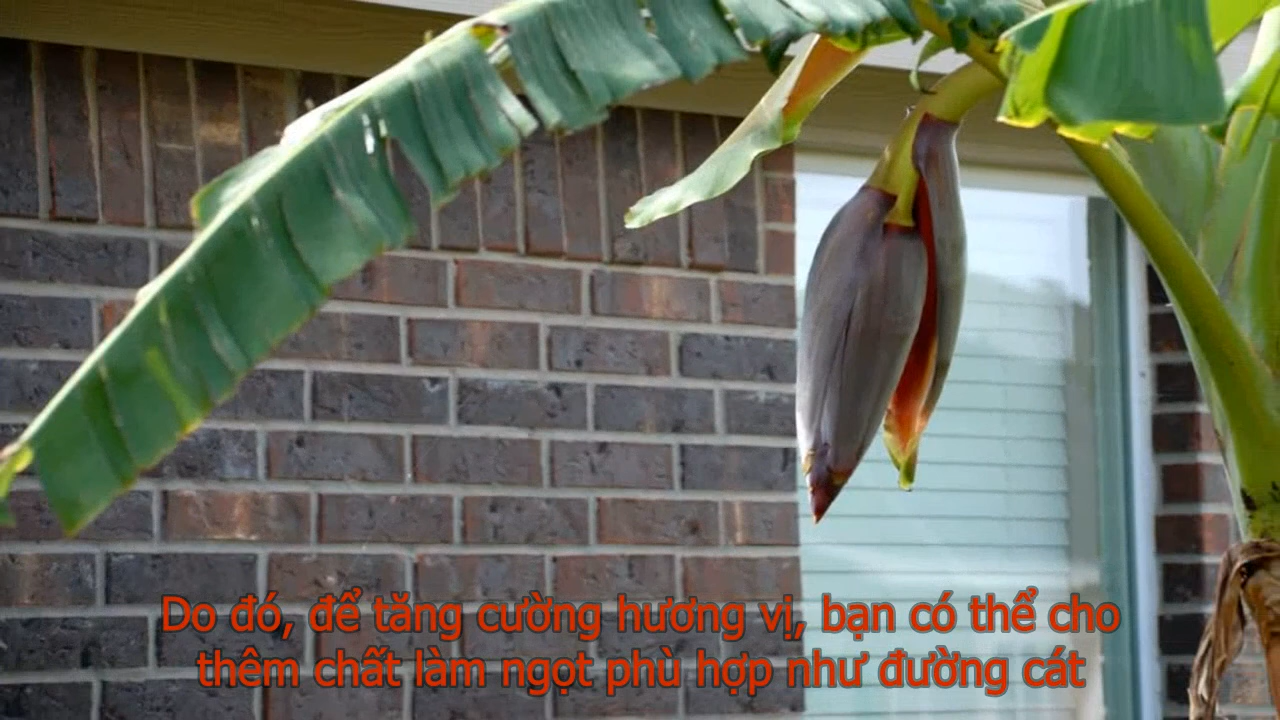 Do đó, để tăng cường hương vị, bạn có thể cho
thêm chất làm ngọt phù hợp như đường cát